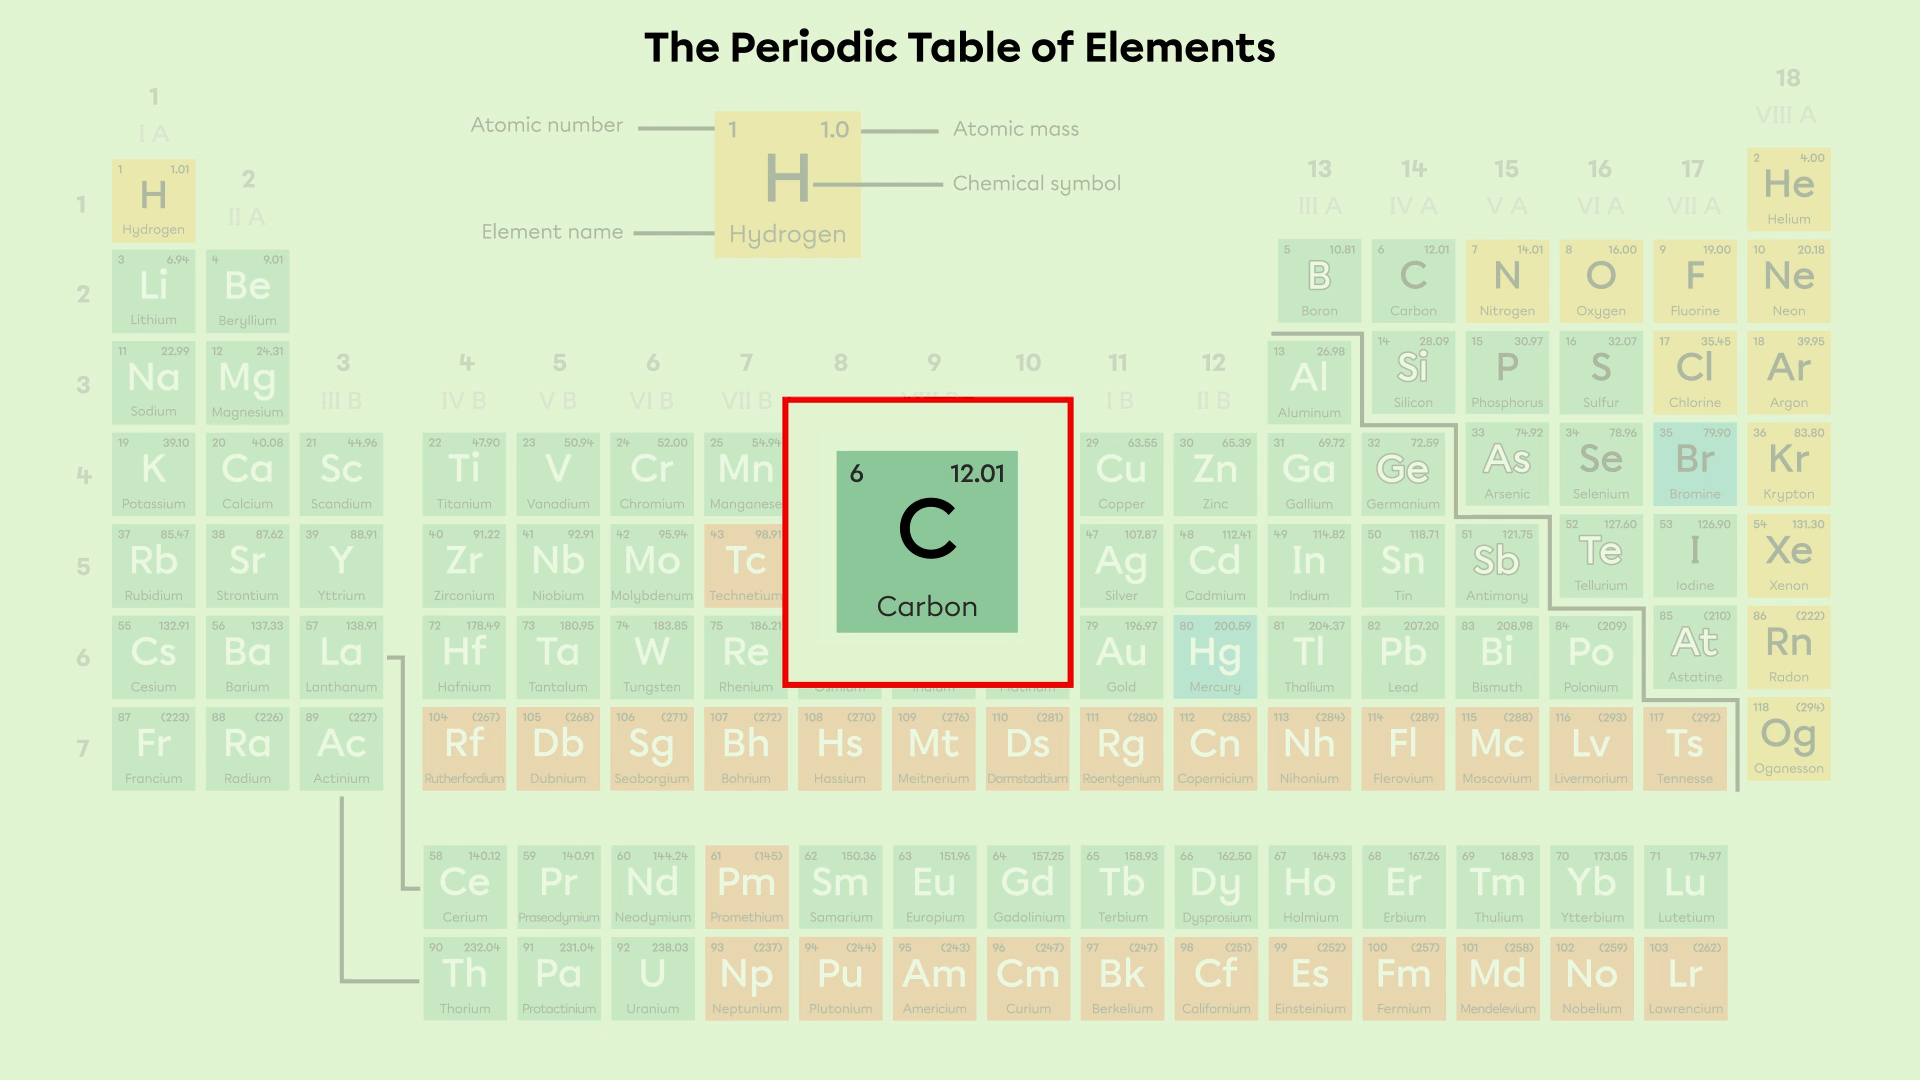 The Periodic Table of Elements
1
I A
2
II A
3
III B
4
IV B
5
V B
6
VI B
7
VII B
8
9
10
11
I B
12
II B
13
III A
14
IV A
15
V A
16
VI A
17
VII A
18
VIII A
Atomic number
Element name
1 1.0
H
Hydrogen
Atomic mass
Chemical symbol
1
1 1.01
H
Hydrogen
2 4.00
He
Helium
2
3 6.94
Li
Lithium
4 9.01
Be
Beryllium
5 10.81
B
Boron
6 12.01
C
Carbon
7 14.01
N
Nitrogen
8 16.00
O
Oxygen
9 19.00
F
Fluorine
10 20.18
Ne
Neon
3
11 22.99
Na
Sodium
12 24.31
Mg
Magnesium
13 26.98
Al
Aluminum
14 28.09
Si
Silicon
15 30.97
P
Phosphorus
16 32.07
S
Sulfur
17 35.45
Cl
Chlorine
18 39.95
Ar
Argon
4
19 39.10
K
Potassium
20 40.08
Ca
Calcium
21 44.96
Sc
Scandium
22 47.90
Ti
Titanium
23 50.94
V
Vanadium
24 52.00
Cr
Chromium
25 54.94
Mn
Manganese
6 12.01
C
Carbon
29 63.55
Cu
Copper
30 65.39
Zn
Zinc
31 69.72
Ga
Gallium
32 72.59
Ge
Germanium
33 74.92
As
Arsenic
34 78.96
Se
Selenium
35 79.90
Br
Bromine
36 83.80
Kr
Krypton
5
37 85.47
Rb
Rubidium
38 87.62
Sr
Strontium
39 88.91
Y
Yttrium
40 91.22
Zr
Zirconium
41 92.91
Nb
Niobium
42 95.94
Mo
Molybdenum
43 98.91
Tc
Technetium
47 107.87
Ag
Silver
48 112.41
Cd
Cadmium
49 114.82
In
Indium
50 118.71
Sn
Tin
51 121.75
Sb
Antimony
52 127.60
Te
Tellurium
53 126.90
I
Iodine
54 131.30
Xe
Xenon
6
55 132.91
Cs
Cesium
56 137.33
Ba
Barium
57 138.91
La
Lanthanum
72 178.49
Hf
Hafnium
73 180.95
Ta
Tantalum
74 183.85
W
Tungsten
75 186.21
Re
Rhenium
79 196.97
Au
Gold
80 200.59
Hg
Mercury
81 204.37
Tl
Thallium
82 207.20
Pb
Lead
83 208.98
Bi
Bismuth
84 (209)
Po
Polonium
85 (210)
At
Astatine
86 (222)
Rn
Radon
7
87 (223)
Fr
Francium
88 (226)
Ra
Radium
89 (227)
Ac
Actinium
104 (267)
Rf
Rutherfordium
105 (268)
Db
Dubnium
106 (271)
Sg
Seaborgium
107 (272)
Bh
Bohrium
108 (270)
Hs
Hassium
109 (276)
Mt
Meitnerium
110 (281)
Ds
Darmstadtium
111 (280)
Rg
Roentgenium
112 (285)
Cn
Copernicium
113 (284)
Nh
Nihonium
114 (289)
Fl
Flerovium
115 (288)
Mc
Moscovium
116 (293)
Lv
Livermorium
117 (292)
Ts
Tennesse
118 (294)
Og
Oganesson
58 140.12
Ce
Cerium
59 140.91
Pr
Praseodymium
60 144.24
Nd
Neodymium
61 (145)
Pm
Promethium
62 150.36
Sm
Samarium
63 151.96
Eu
Europium
64 157.25
Gd
Gadolinium
65 158.93
Tb
Terbium
66 162.50
Dy
Dysprosium
67 164.93
Ho
Holmium
68 167.26
Er
Erbium
69 168.93
Tm
Thulium
70 173.05
Yb
Ytterbium
71 174.97
Lu
Lutetium
90 232.04
Th
Thorium
91 231.04
Pa
Protactinium
92 238.03
U
Uranium
93 (237)
Np
Neptunium
94 (244)
Pu
Plutonium
95 (243)
Am
Americium
96 (247)
Cm
Curium
97 (247)
Bk
Berkelium
98 (251)
Cf
Californium
99 (252)
Es
Einsteinium
100 (257)
Fm
Fermium
101 (258)
Md
Mendelevium
102 (259)
No
Nobelium
103 (262)
Lr
Lawrencium